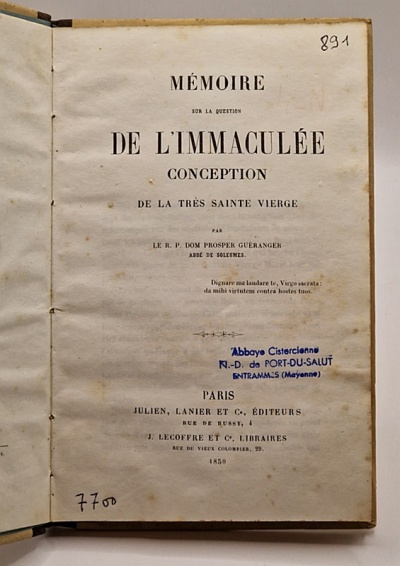 891
MÉMOIRE
SUR LA QUESTION
DE L'IMMACULÉE
CONCEPTION
DE LA TRÈS SAINTE VIERGE
PAR
LE R. P. DOM PROSPER GUÉRANGER
ABBÉ DE SOLESMES.
Dignare me laudare te, Virgo sacrata:
da mihi virtutem contra hostes tuos.
Abbaye Cistercienne
N.-D. de PORT-DU-SALUT
ENTRAMMES (Mayenne)
PARIS
JULIEN, LANIER ET Ce, ÉDITEURS
RUE DE BUSSY, 4
J. LECOFFRE ET Ce, LIBRAIRES
RUE DU VIEUX COLOMBIER, 29.
1850
7700